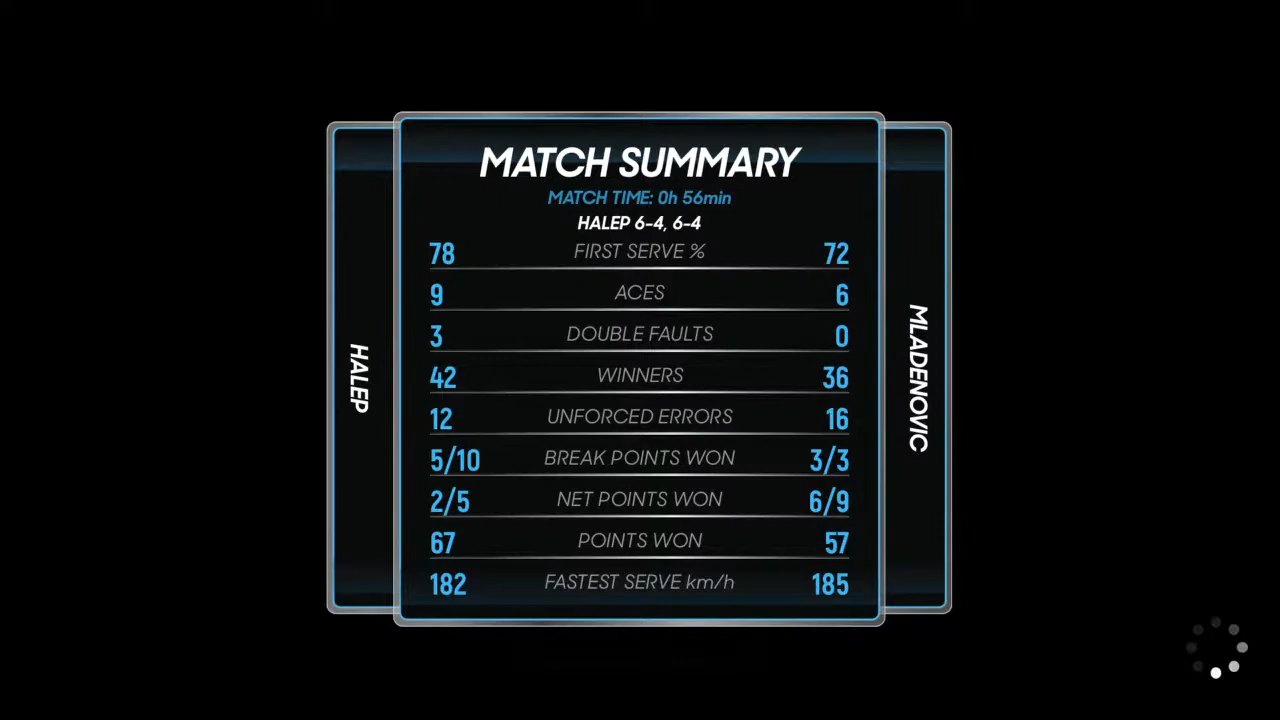 MATCH SUMMARY
MATCH TIME: 0h 56min
HALEP 6-4, 6-4
78 FIRST SERVE % 72
9 ACES 6
3 DOUBLE FAULTS 0
42 WINNERS 36
12 UNFORCED ERRORS 16
5/10 BREAK POINTS WON 3/3
2/5 NET POINTS WON 6/9
67 POINTS WON 57
182 FASTEST SERVE km/h 185
HALEP
MLADENOVIC